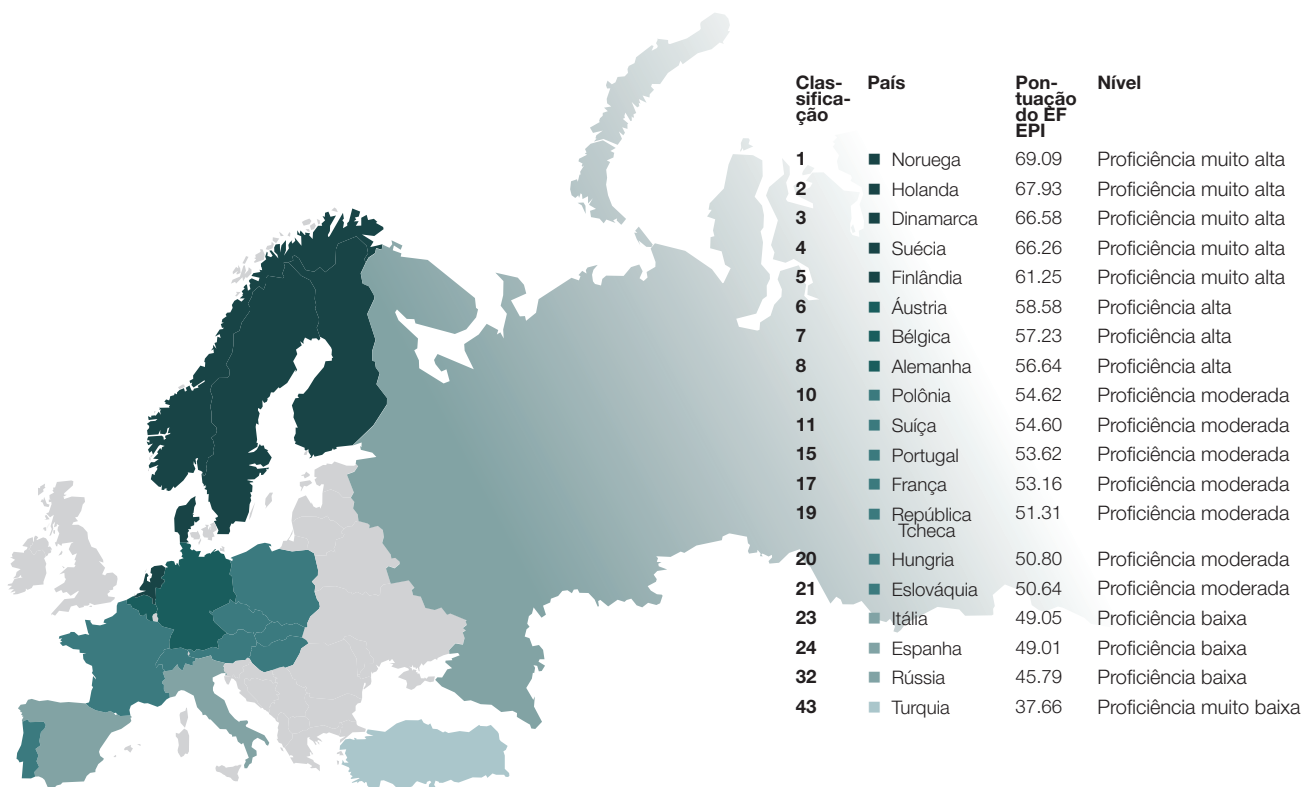 Clas-
sifica-
ção
País
Pon-
tuação
do EF
EPI
Nível
1 Noruega 69.09 Proficiência muito alta
2 Holanda 67.93 Proficiência muito alta
3 Dinamarca 66.58 Proficiência muito alta
4 Suécia 66.26 Proficiência muito alta
5 Finlândia 61.25 Proficiência muito alta
6 Áustria 58.58 Proficiência alta
7 Bélgica 57.23 Proficiência alta
8 Alemanha 56.64 Proficiência alta
10 Polônia 54.62 Proficiência moderada
11 Suíça 54.60 Proficiência moderada
15 Portugal 53.62 Proficiência moderada
17 França 53.16 Proficiência moderada
19 República 51.31 Proficiência moderada
Tcheca
20 Hungria 50.80 Proficiência moderada
21 Eslováquia 50.64 Proficiência moderada
23 Itália 49.05 Proficiência baixa
24 Espanha 49.01 Proficiência baixa
32 Rússia 45.79 Proficiência baixa
43 Turquia 37.66 Proficiência muito baixa